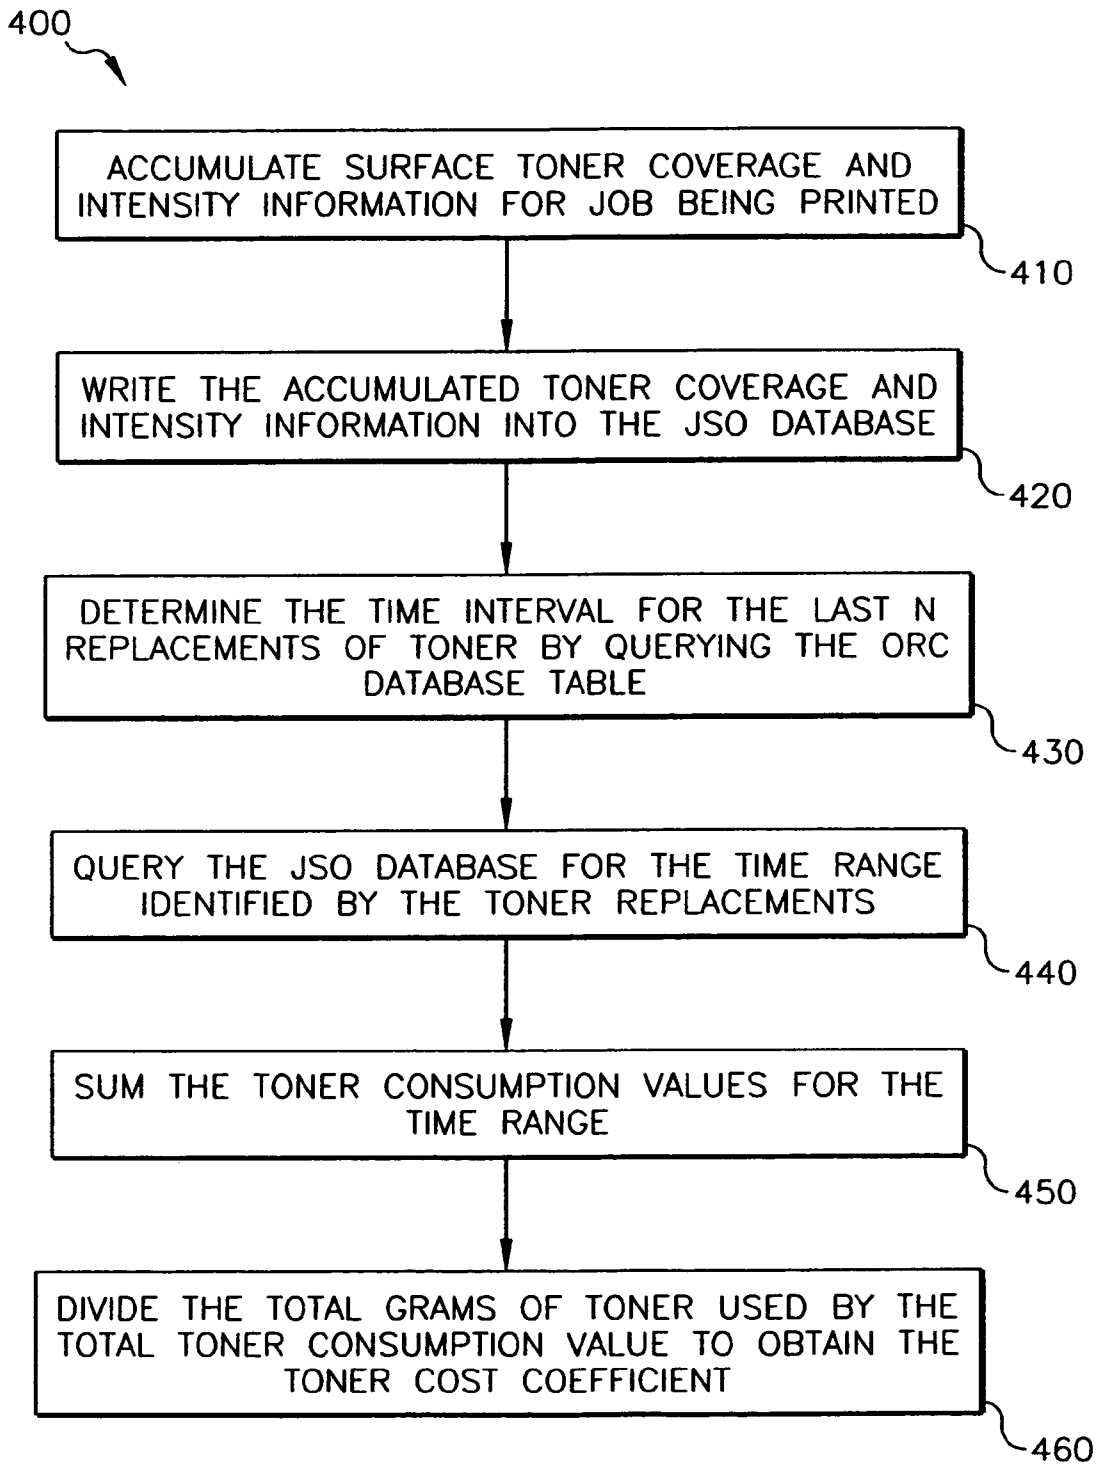 400
ACCUMULATE SURFACE TONER COVERAGE AND
INTENSITY INFORMATION FOR JOB BEING PRINTED
410
WRITE THE ACCUMULATED TONER COVERAGE AND
INTENSITY INFORMATION INTO THE JSO DATABASE
420
DETERMINE THE TIME INTERVAL FOR THE LAST N
REPLACEMENTS OF TONER BY QUERYING THE ORC
DATABASE TABLE
430
QUERY THE JSO DATABASE FOR THE TIME RANGE
IDENTIFIED BY THE TONER REPLACEMENTS
440
SUM THE TONER CONSUMPTION VALUES FOR THE
TIME RANGE
450
DIVIDE THE TOTAL GRAMS OF TONER USED BY THE
TOTAL TONER CONSUMPTION VALUE TO OBTAIN THE
TONER COST COEFFICIENT
460